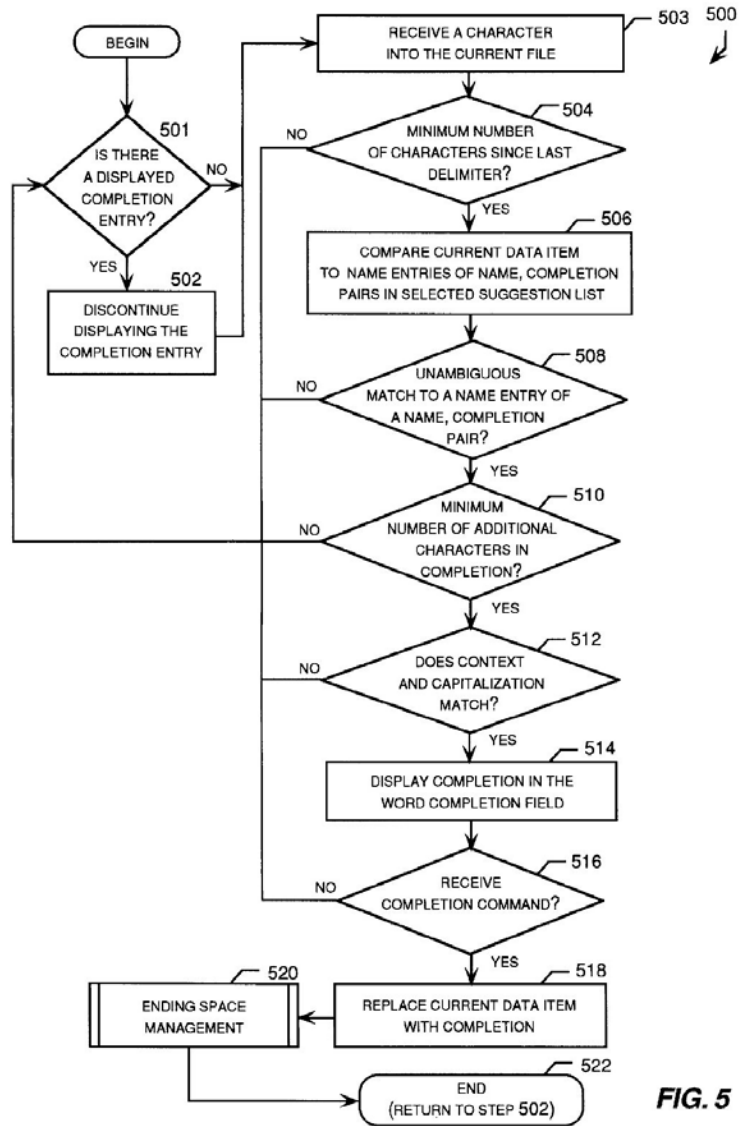 500
BEGIN
501
IS THERE
A DISPLAYED
COMPLETION
ENTRY?
NO
YES
502
DISCONTINUE
DISPLAYING THE
COMPLETION ENTRY
503
RECEIVE A CHARACTER
INTO THE CURRENT FILE
504
MINIMUM NUMBER
OF CHARACTERS SINCE LAST
DELIMITER?
NO
YES
506
COMPARE CURRENT DATA ITEM
TO NAME ENTRIES OF NAME, COMPLETION
PAIRS IN SELECTED SUGGESTION LIST
508
UNAMBIGUOUS
MATCH TO A NAME ENTRY OF
A NAME, COMPLETION
PAIR?
NO
YES
510
MINIMUM
NUMBER OF ADDITIONAL
CHARACTERS IN
COMPLETION?
NO
YES
512
DOES CONTEXT
AND CAPITALIZATION
MATCH?
NO
YES
514
DISPLAY COMPLETION IN THE
WORD COMPLETION FIELD
516
RECEIVE
COMPLETION COMMAND?
NO
YES
518
REPLACE CURRENT DATA ITEM
WITH COMPLETION
520
ENDING SPACE
MANAGEMENT
522
END
(RETURN TO STEP 502)
FIG. 5